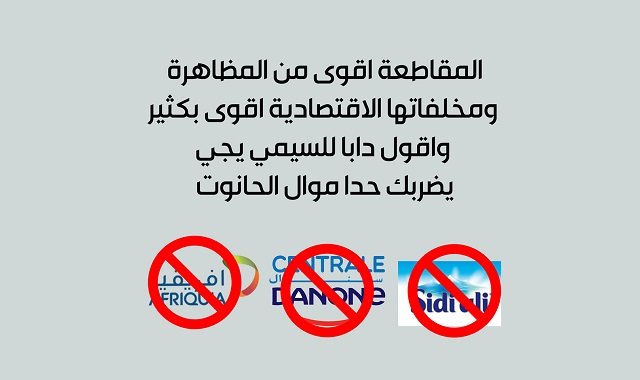 المقاطعة اقوى من المظاهرة
ومخلفاتها الاقتصادية اقوى بكثير
واقول دابا للسيمي يجي
يضربك حدا موال الحانوت
افريقيا
AFRIQUIA
CENTRALE
سنطرال
DANONE
Sidi ali